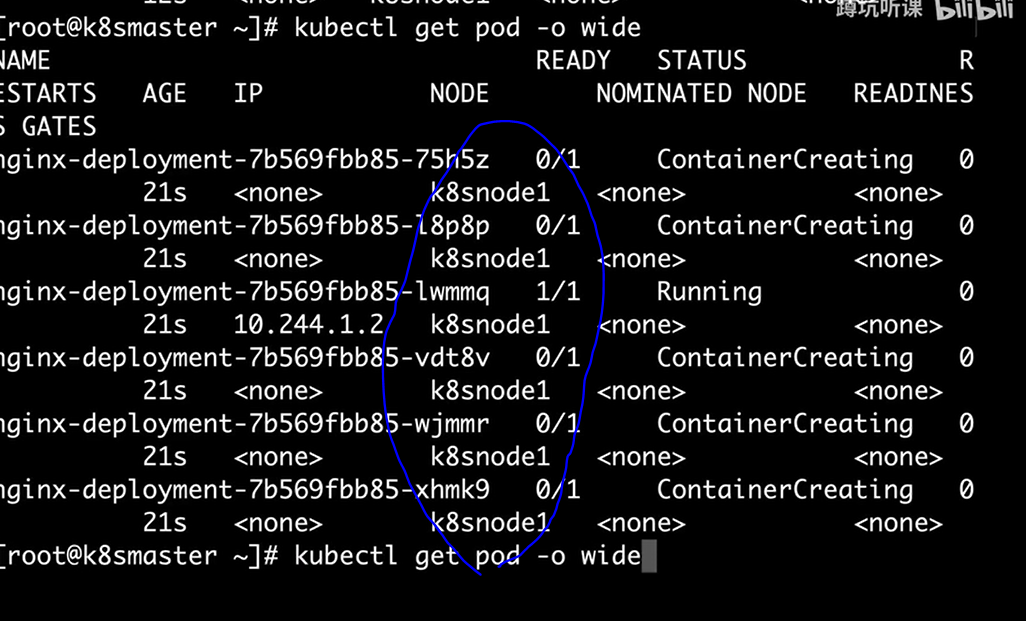 蹲坑听课 bilibili
12s <none> k8snode1 <none>
[root@k8smaster ~]# kubectl get pod -o wide
NAME READY STATUS R
ESTARTS AGE IP NODE NOMINATED NODE READINES
S GATES
nginx-deployment-7b569fbb85-75h5z 0/1 ContainerCreating 0
21s <none> k8snode1 <none> <none>
nginx-deployment-7b569fbb85-l8p8p 0/1 ContainerCreating 0
21s <none> k8snode1 <none> <none>
nginx-deployment-7b569fbb85-lwmmq 1/1 Running 0
21s 10.244.1.2 k8snode1 <none> <none>
nginx-deployment-7b569fbb85-vdt8v 0/1 ContainerCreating 0
21s <none> k8snode1 <none> <none>
nginx-deployment-7b569fbb85-wjmmr 0/1 ContainerCreating 0
21s <none> k8snode1 <none> <none>
nginx-deployment-7b569fbb85-xhmk9 0/1 ContainerCreating 0
21s <none> k8snode1 <none> <none>
[root@k8smaster ~]# kubectl get pod -o wide